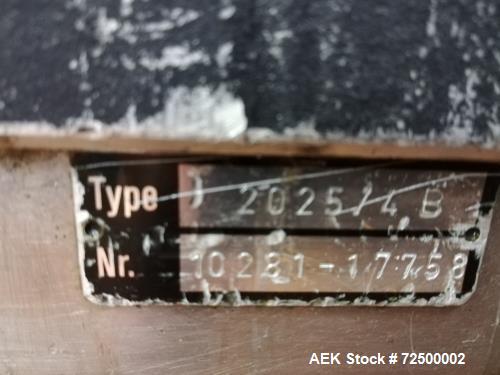 Type 2025/4 B
Nr. 10281-17758
AEK Stock # 72500002